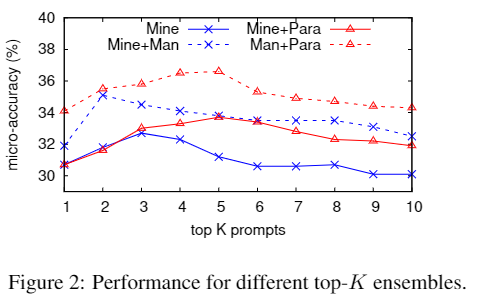 40
38
36
34
32
30
micro-accuracy (%)
Mine Mine+Para
Mine+Man Man+Para
1 2 3 4 5 6 7 8 9 10
top K prompts
Figure 2: Performance for different top-K ensembles.